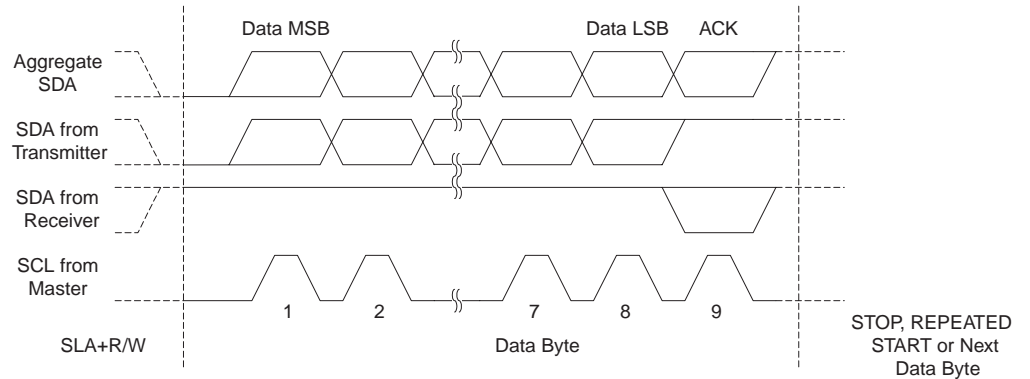 Data MSB
Data LSB
ACK
Aggregate
SDA
SDA from
Transmitter
SDA from
Receiver
SCL from
Master
1
2
7
8
9
SLA+R/W
Data Byte
STOP, REPEATED
START or Next
Data Byte